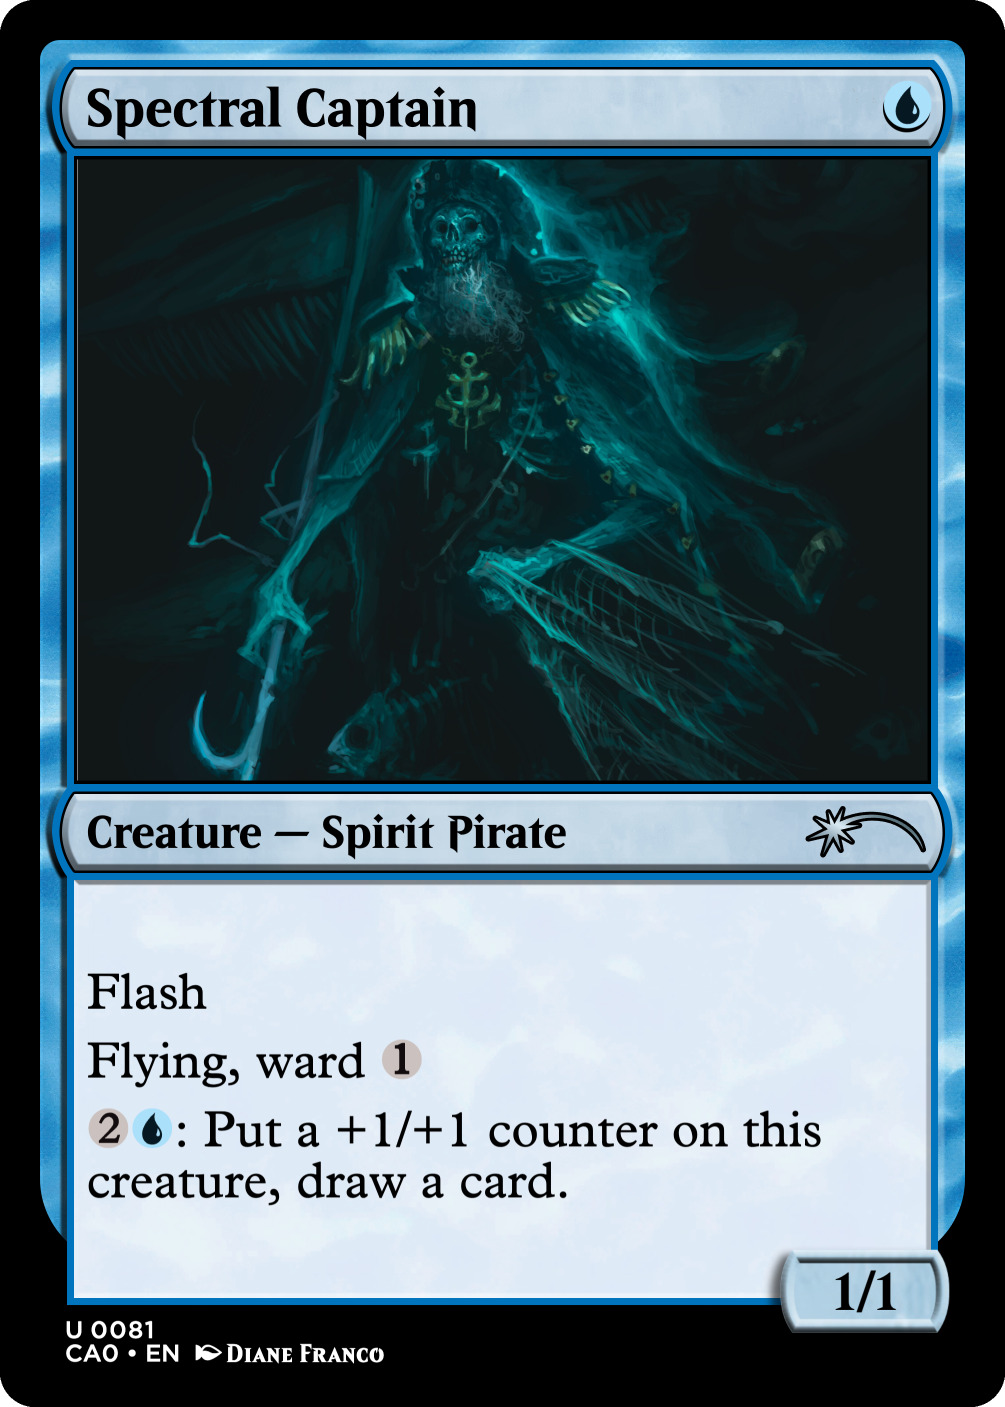 Spectral Captain
Creature — Spirit Pirate
Flash
Flying, ward 1
2: Put a +1/+1 counter on this
creature, draw a card.
1/1
U 0081
CAO • EN DIANE FRANCO